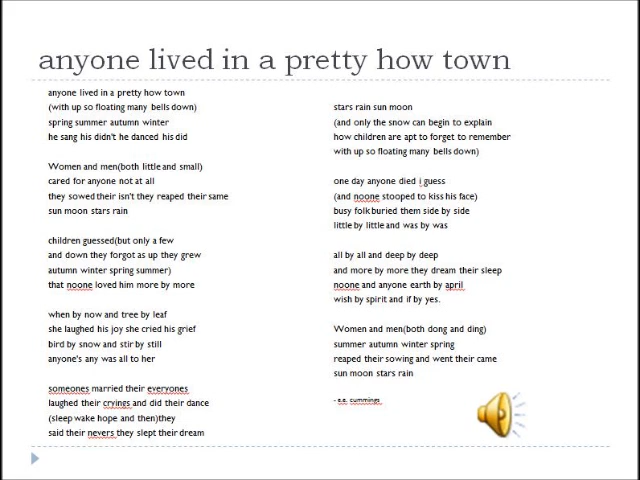 anyone lived in a pretty how town
anyone lived in a pretty how town
(with up so floating many bells down)
spring summer autumn winter
he sang his didn't he danced his did
Women and men(both little and small)
cared for anyone not at all
they sowed their isn't they reaped their same
sun moon stars rain
children guessed(but only a few
and down they forgot as up they grew
autumn winter spring summer)
that noone loved him more by more
when by now and tree by leaf
she laughed his joy she cried his grief
bird by snow and stir by still
anyone's any was all to her
someones married their everyones
laughed their cryings and did their dance
(sleep wake hope and then)they
said their nevers they slept their dream
stars rain sun moon
(and only the snow can begin to explain
how children are apt to forget to remember
with up so floating many bells down)
one day anyone died i guess
(and noone stooped to kiss his face)
busy folk buried them side by side
little by little and was by was
all by all and deep by deep
and more by more they dream their sleep
noone and anyone earth by april
wish by spirit and if by yes.
Women and men(both dong and ding)
summer autumn winter spring
reaped their sowing and went their came
sun moon stars rain
- e.e. cummings